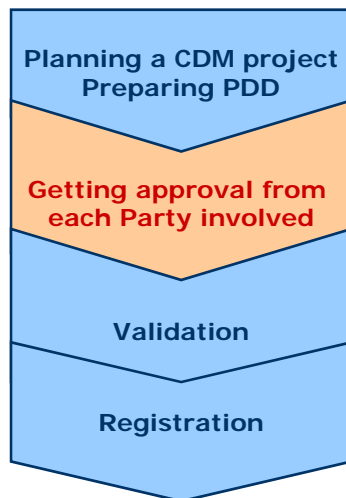 Planning a CDM project
Preparing PDD
Getting approval from
each Party involved
Validation
Registration